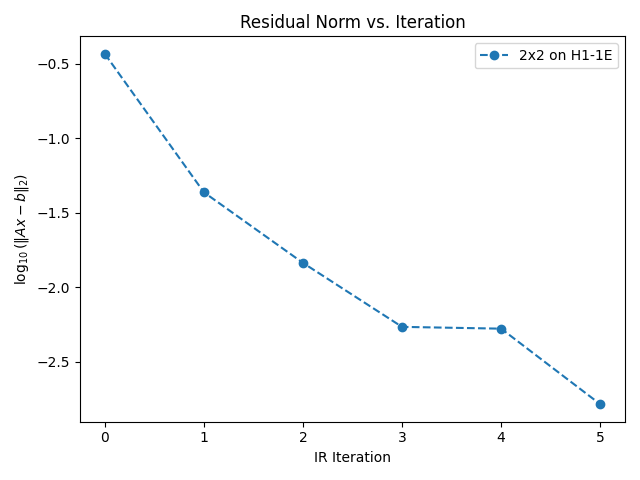 Residual Norm vs. Iteration
2x2 on H1-1E
log₁₀(‖Ax − b‖₂)
−0.5
−1.0
−1.5
−2.0
−2.5
0 1 2 3 4 5
IR Iteration